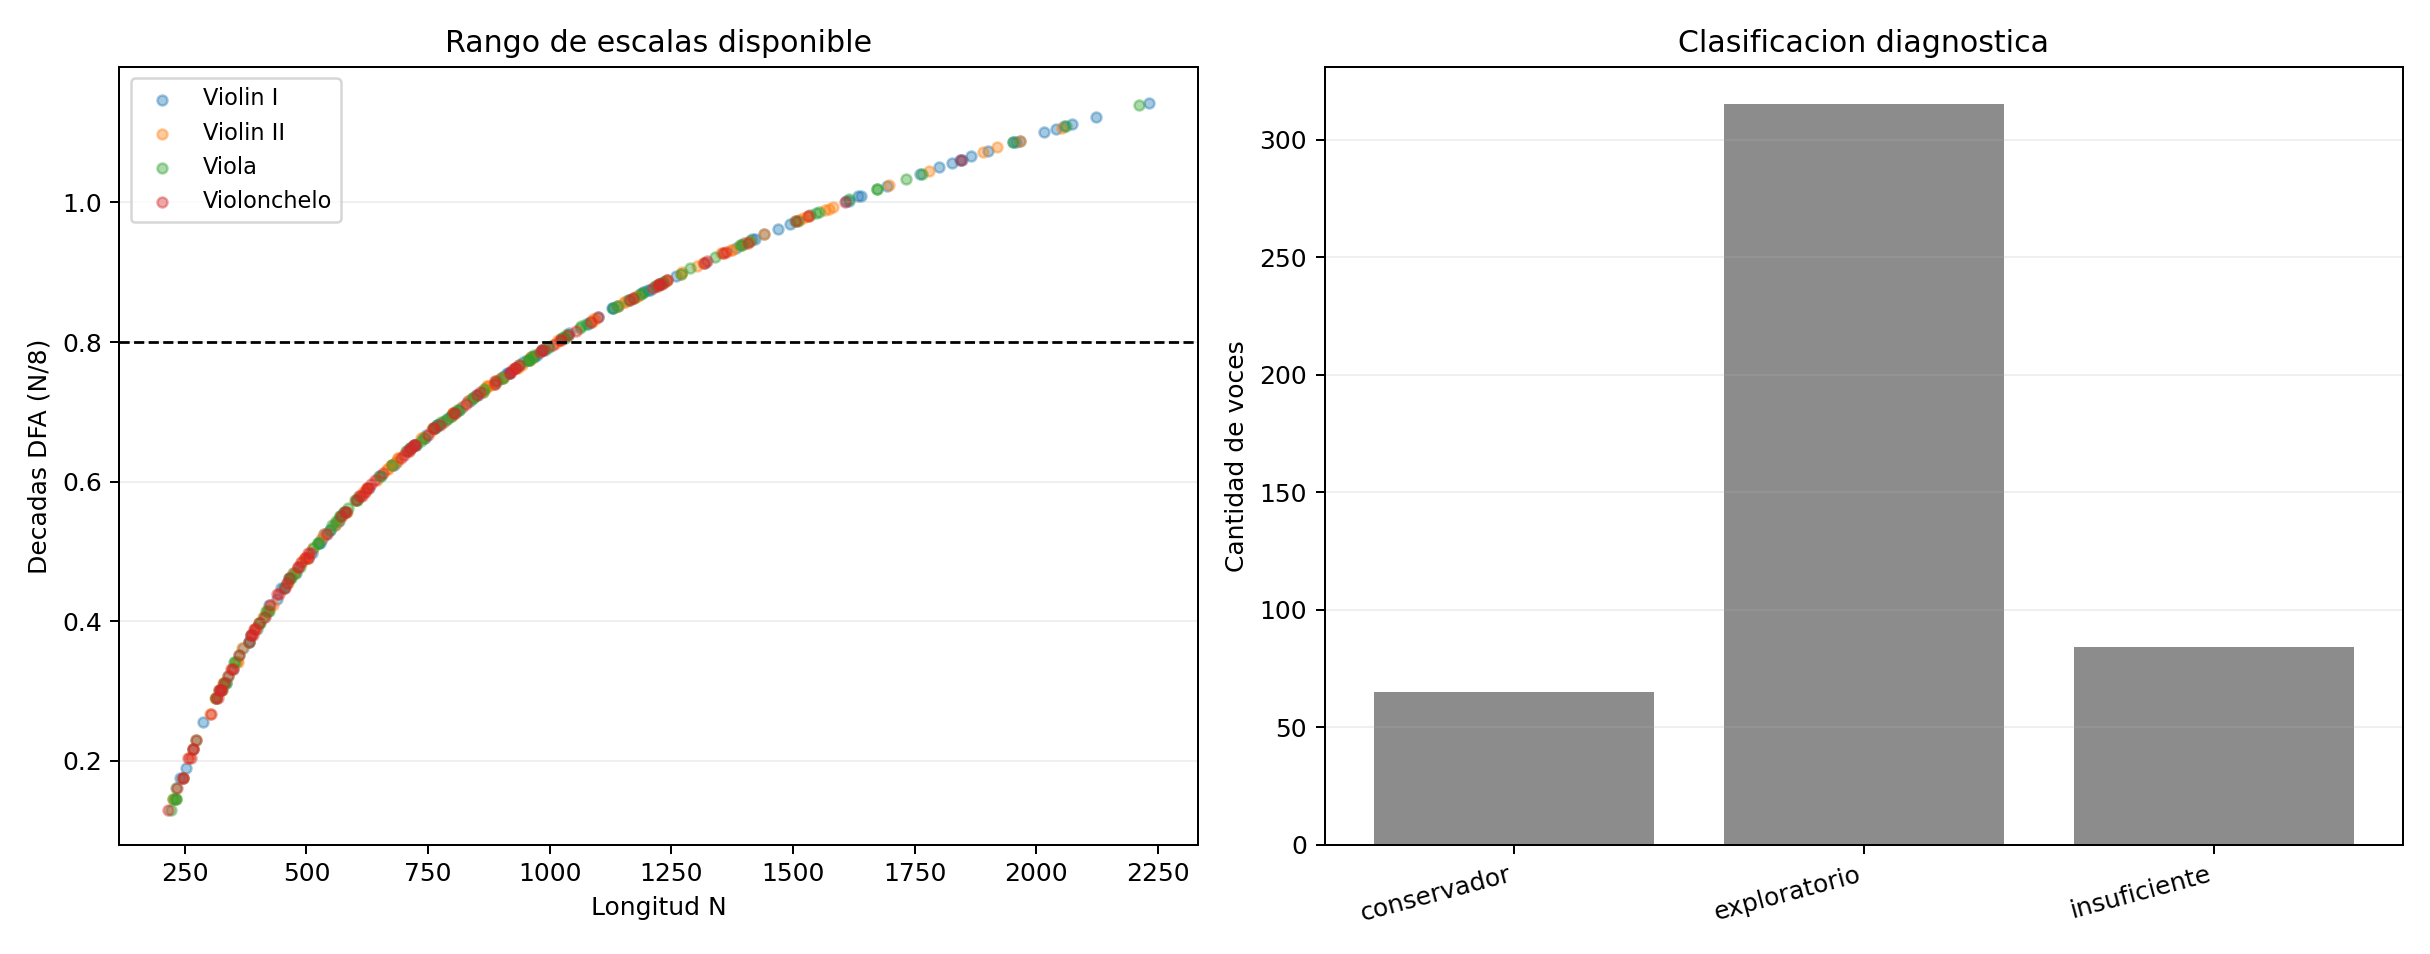 Rango de escalas disponible
Decadas DFA (N/8)
1.0
0.8
0.6
0.4
0.2
Violin I
Violin II
Viola
Violonchelo
250 500 750 1000 1250 1500 1750 2000 2250
Longitud N
Clasificacion diagnostica
Cantidad de voces
300
250
200
150
100
50
0
conservador exploratorio insuficiente